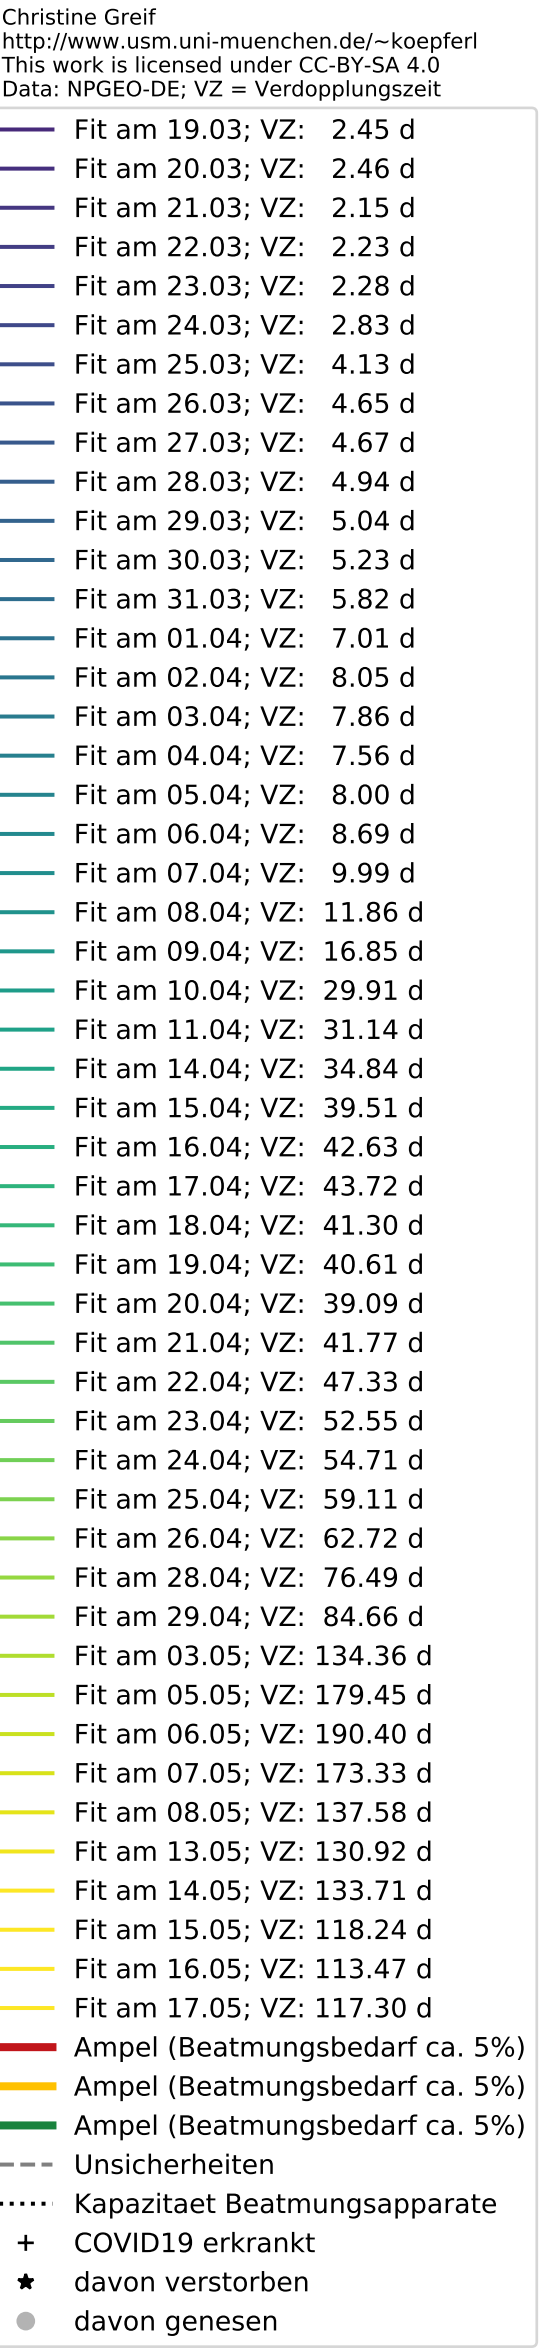 Christine Greif
http://www.usm.uni-muenchen.de/~koepferl
This work is licensed under CC-BY-SA 4.0
Data: NPGEO-DE; VZ = Verdopplungszeit
Fit am 19.03; VZ: 2.45 d
Fit am 20.03; VZ: 2.46 d
Fit am 21.03; VZ: 2.15 d
Fit am 22.03; VZ: 2.23 d
Fit am 23.03; VZ: 2.28 d
Fit am 24.03; VZ: 2.83 d
Fit am 25.03; VZ: 4.13 d
Fit am 26.03; VZ: 4.65 d
Fit am 27.03; VZ: 4.67 d
Fit am 28.03; VZ: 4.94 d
Fit am 29.03; VZ: 5.04 d
Fit am 30.03; VZ: 5.23 d
Fit am 31.03; VZ: 5.82 d
Fit am 01.04; VZ: 7.01 d
Fit am 02.04; VZ: 8.05 d
Fit am 03.04; VZ: 7.86 d
Fit am 04.04; VZ: 7.56 d
Fit am 05.04; VZ: 8.00 d
Fit am 06.04; VZ: 8.69 d
Fit am 07.04; VZ: 9.99 d
Fit am 08.04; VZ: 11.86 d
Fit am 09.04; VZ: 16.85 d
Fit am 10.04; VZ: 29.91 d
Fit am 11.04; VZ: 31.14 d
Fit am 14.04; VZ: 34.84 d
Fit am 15.04; VZ: 39.51 d
Fit am 16.04; VZ: 42.63 d
Fit am 17.04; VZ: 43.72 d
Fit am 18.04; VZ: 41.30 d
Fit am 19.04; VZ: 40.61 d
Fit am 20.04; VZ: 39.09 d
Fit am 21.04; VZ: 41.77 d
Fit am 22.04; VZ: 47.33 d
Fit am 23.04; VZ: 52.55 d
Fit am 24.04; VZ: 54.71 d
Fit am 25.04; VZ: 59.11 d
Fit am 26.04; VZ: 62.72 d
Fit am 28.04; VZ: 76.49 d
Fit am 29.04; VZ: 84.66 d
Fit am 03.05; VZ: 134.36 d
Fit am 05.05; VZ: 179.45 d
Fit am 06.05; VZ: 190.40 d
Fit am 07.05; VZ: 173.33 d
Fit am 08.05; VZ: 137.58 d
Fit am 13.05; VZ: 130.92 d
Fit am 14.05; VZ: 133.71 d
Fit am 15.05; VZ: 118.24 d
Fit am 16.05; VZ: 113.47 d
Fit am 17.05; VZ: 117.30 d
Ampel (Beatmungsbedarf ca. 5%)
Ampel (Beatmungsbedarf ca. 5%)
Ampel (Beatmungsbedarf ca. 5%)
Unsicherheiten
Kapazitaet Beatmungsapparate
COVID19 erkrankt
davon verstorben
davon genesen